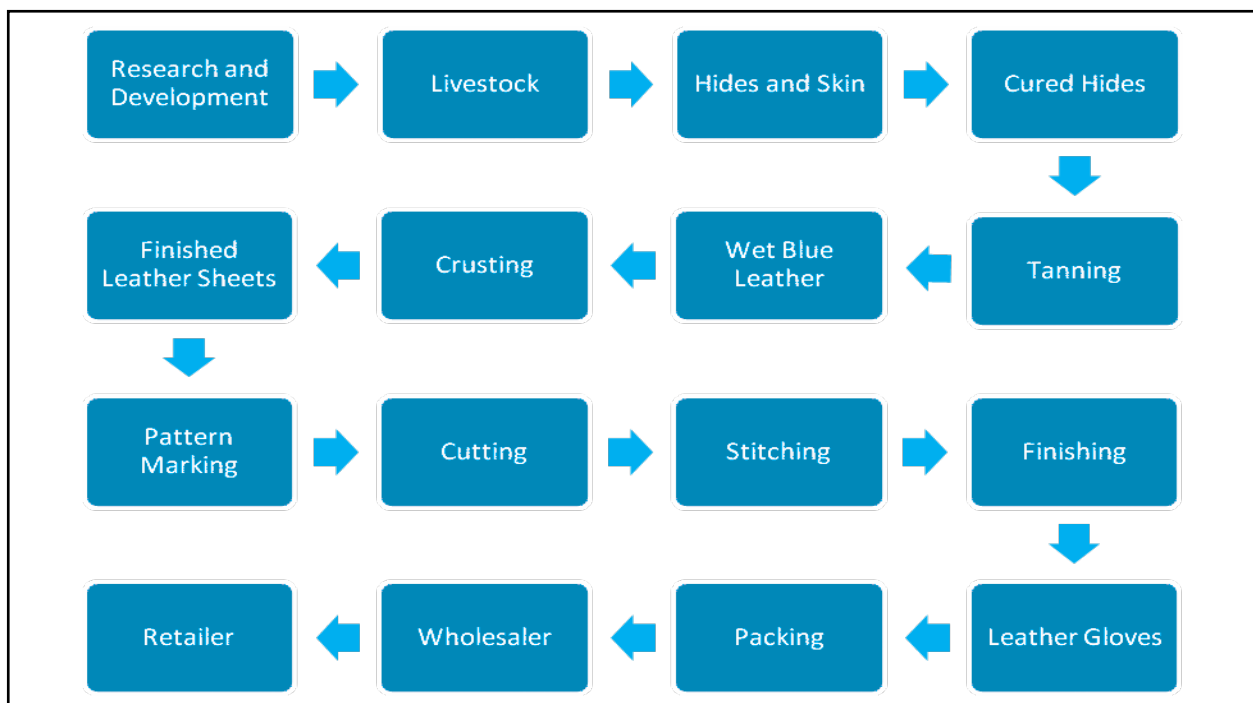 Research and
Development
Livestock
Hides and Skin
Cured Hides
Tanning
Wet Blue
Leather
Crusting
Finished
Leather Sheets
Pattern
Marking
Cutting
Stitching
Finishing
Leather Gloves
Packing
Wholesaler
Retailer